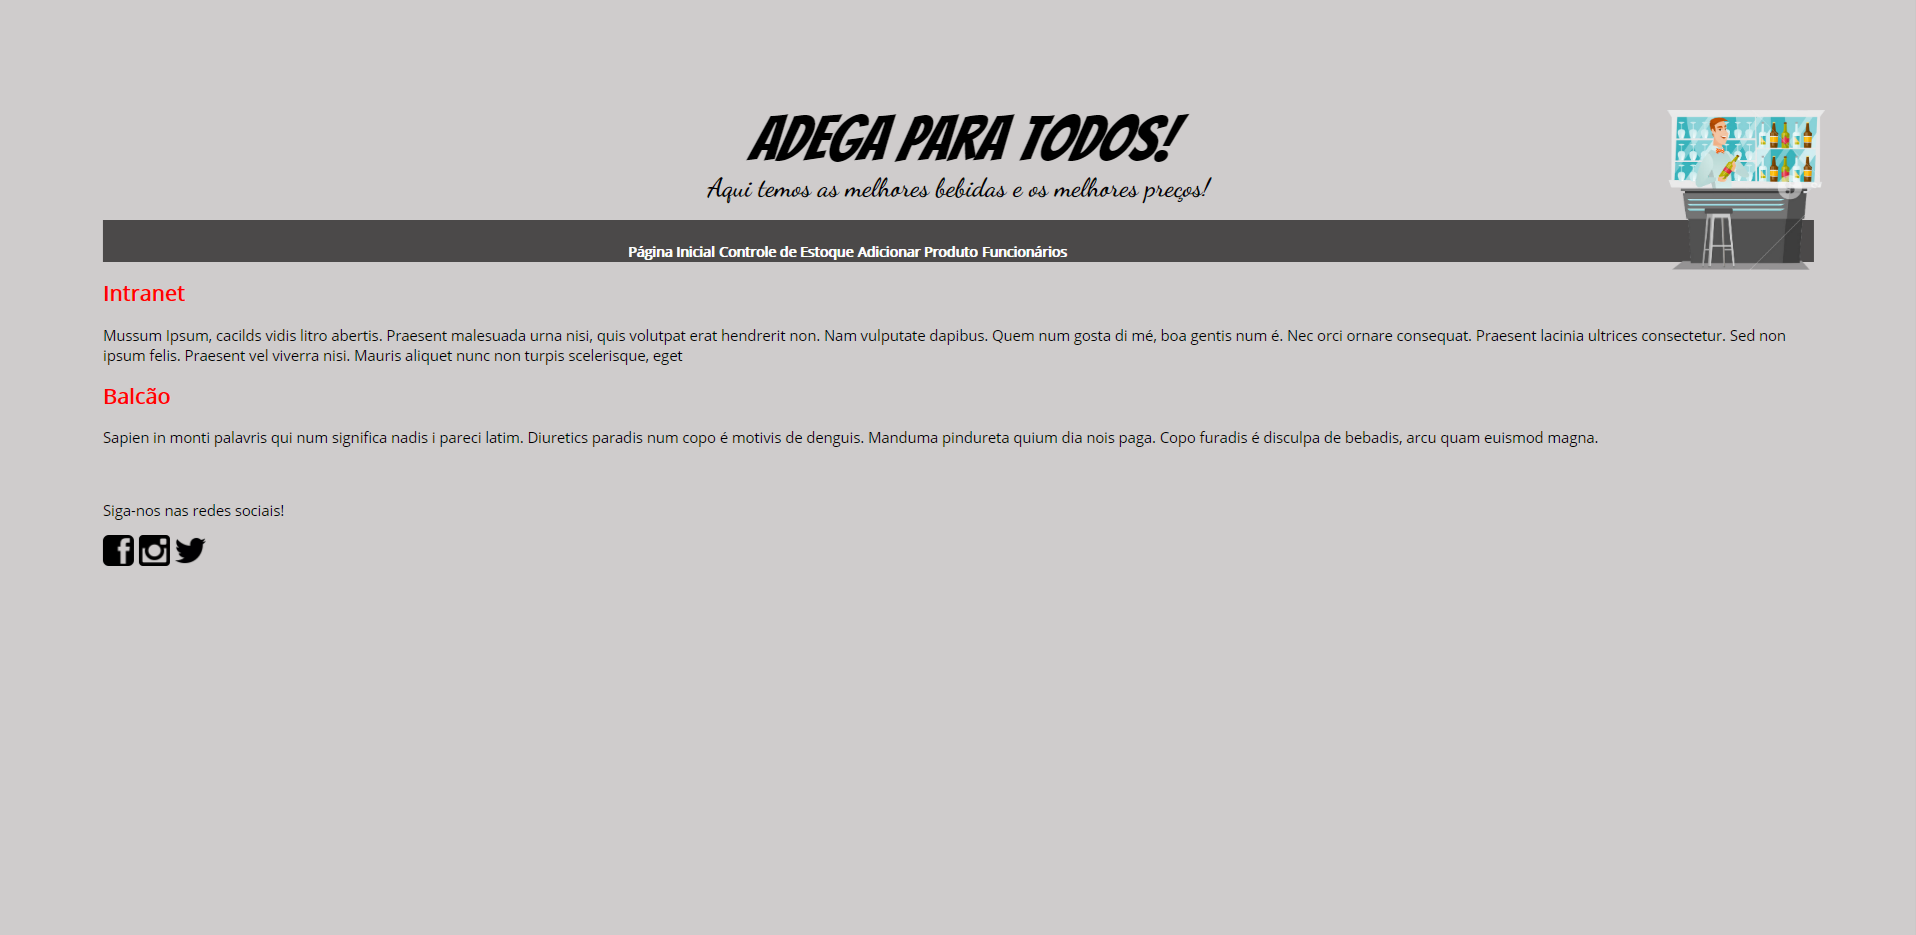 ADEGA PARA TODOS!
Aqui temos as melhores bebidas e os melhores preços!
Página Inicial Controle de Estoque Adicionar Produto Funcionários
Intranet
Mussum Ipsum, cacilds vidis litro abertis. Praesent malesuada urna nisi, quis volutpat erat hendrerit non. Nam vulputate dapibus. Quem num gosta di mé, boa gentis num é. Nec orci ornare consequat. Praesent lacinia ultrices consectetur. Sed non
ipsum felis. Praesent vel viverra nisi. Mauris aliquet nunc non turpis scelerisque, eget
Balcão
Sapien in monti palavris qui num significa nadis i pareci latim. Diuretics paradis num copo é motivis de denguis. Manduma pindureta quium dia nois paga. Copo furadis é disculpa de bebadis, arcu quam euismod magna.
Siga-nos nas redes sociais!